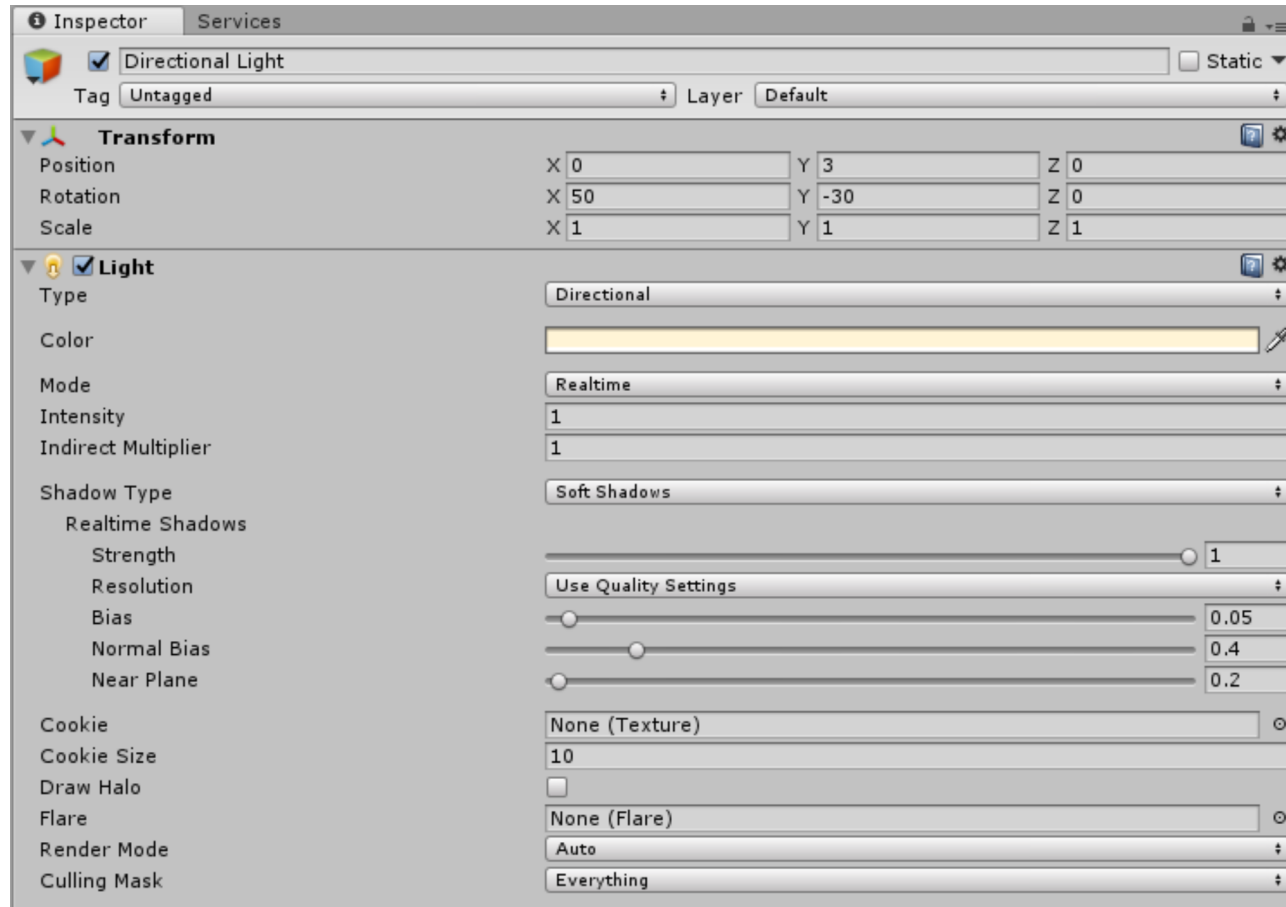 Inspector Services
Directional Light Static
Tag Untagged Layer Default
Transform
Position X 0 Y 3 Z 0
Rotation X 50 Y -30 Z 0
Scale X 1 Y 1 Z 1
Light
Type Directional
Color
Mode Realtime
Intensity 1
Indirect Multiplier 1
Shadow Type Soft Shadows
Realtime Shadows
Strength 1
Resolution Use Quality Settings
Bias 0.05
Normal Bias 0.4
Near Plane 0.2
Cookie None (Texture)
Cookie Size 10
Draw Halo
Flare None (Flare)
Render Mode Auto
Culling Mask Everything